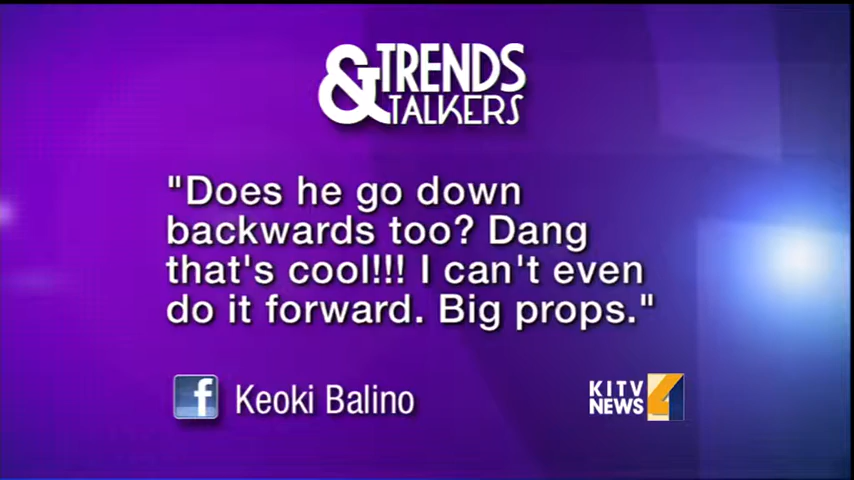 & TRENDS
TALKERS
"Does he go down
backwards too? Dang
that's cool!!! I can't even
do it forward. Big props."
f Keoki Balino
KITV
NEWS 4